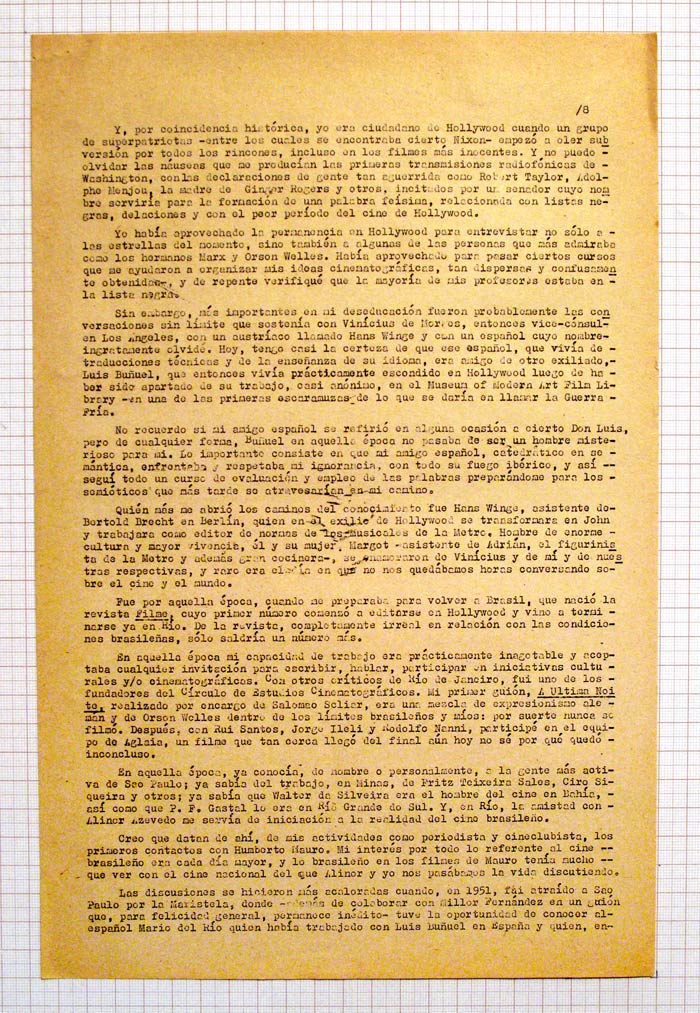 /8
Y, por coincidencia histórica, yo era ciudadano de Hollywood cuando un grupo
de superpatriotas -entre los cuales se encontraba cierto Nixon- empezó a oler sub
versión por todos los rincones, incluso en los filmes más inocentes. Y no puedo -
olvidar las náuseas que me producían las primeras transmisiones radiofónicas de -
Washington, con las declaraciones de gente tan aguerrida como Robert Taylor, Adol-
phe Menjou, la madre de Ginger Rogers y otros, incitados por un senador cuyo nom
bre serviría para la formación de una palabra feísima, relacionada con listas ne-
gras, delaciones y con el peor período del cine de Hollywood.
Yo había aprovechado la permanencia en Hollywood para entrevistar no sólo a -
las estrellas del momento, sino también a algunas de las personas que más admiraba
como los hermanos Marx y Orson Welles. Había aprovechado para pasar ciertos cursos
que me ayudaron a organizar mis ideas cinematográficas, tan dispersas y confusamen
te obtenidas, y de repente verifiqué que la mayoría de mis profesores estaba en -
la lista negra.
Sin embargo, más importantes en mi deseducación fueron probablemente las con
versaciones sin límite que sostenía con Vinícius de Moraes, entonces vice-cónsul-
en Los Angeles, con un austríaco llamado Hans Winge y con un español cuyo nombre-
ingratamente olvidé. Hoy, tengo casi la certeza de que ese español, que vivía de -
traducciones técnicas y de la enseñanza de su idioma, era amigo de otro exiliado,-
Luis Buñuel, que entonces vivía prácticamente escondido en Hollywood luego de ha-
ber sido apartado de su trabajo, casi anónimo, en el Museum of Modern Art Film Li-
brary -en una de las primeras escaramuzas de lo que se daría en llamar la Guerra -
Fría.
No recuerdo si mi amigo español se refirió en alguna ocasión a cierto Don Luis,
pero de cualquier forma, Buñuel en aquella época no pasaba de ser un hombre miste-
rioso para mí. Lo importante consiste en que mi amigo español, catedrático en se -
mántica, enfrentaba y respetaba mi ignorancia, con todo su fuego ibérico, y así --
seguí todo un curso de evaluación y empleo de las palabras preparándome para los -
semióticos que más tarde se atravesarían en mi camino.
Quién más me abrió los caminos del conocimiento fue Hans Winge, asistente de-
Bertold Brecht en Berlín, quien en el exilio de Hollywood se transformara en John
y trabajara como editor de normas de los musicales de la Metro. Hombre de enorme -
cultura y mayor vivencia, él y su mujer, Margot -asistente de Adrián, el figurinis
ta de la Metro y además gran cocinera-, se enamoraron de Vinícius y de mí y de nues
tras respectivas, y raro era el día en que no nos quedábamos horas conversando so-
bre el cine y el mundo.
Fue por aquella época, cuando me preparaba para volver a Brasil, que nació la
revista Filme, cuyo primer número comenzó a editarse en Hollywood y vino a termi -
narse ya en Río. De la revista, completamente irreal en relación con las condicio-
nes brasileñas, sólo saldría un número más.
En aquella época mi capacidad de trabajo era prácticamente inagotable y acep-
taba cualquier invitación para escribir, hablar, participar en iniciativas cultu -
rales y/o cinematográficas. Con otros críticos de Río de Janeiro, fui uno de los -
fundadores del Círculo de Estudios Cinematográficos. Mi primer guión, A Ultima Noi
te, realizado por encargo de Salomao Scliar, era una mezcla de expresionismo ale -
mán y de Orson Welles dentro de los límites brasileños y míos: por suerte nunca se
filmó. Después, con Rui Santos, Jorge Ileli y Rodolfo Nanni, participé en el equi-
po de Aglaia, un filme que tan cerca llegó del final aún hoy no sé por qué quedó -
inconcluso.
En aquella época, ya conocía, de nombre o personalmente, a la gente más acti-
va de Sao Paulo; ya sabía del trabajo, en Minas, de Fritz Teixeira Sales, Ciro Si-
queira y otros; ya sabía que Walter da Silveira era el hombre del cine en Bahía, -
así como que P. F. Gastal lo era en Río Grande do Sul. Y, en Río, la amistad con -
Alinor Azevedo me servía de iniciación a la realidad del cine brasileño.
Creo que datan de ahí, de mis actividades como periodista y cineclubista, los
primeros contactos con Humberto Mauro. Mi interés por todo lo referente al cine --
brasileño era cada día mayor, y lo brasileño en los filmes de Mauro tenía mucho --
que ver con el cine nacional del que Alinor y yo nos pasábamos la vida discutiendo.
Las discusiones se hicieron más acaloradas cuando, en 1951, fui atraído a Sao
Paulo por la Maristela, donde -además de colaborar con Millor Fernández en un guión
que, para felicidad general, permanece inédito- tuve la oportunidad de conocer al-
español Mario del Río quien había trabajado con Luis Buñuel en España y quien, en-